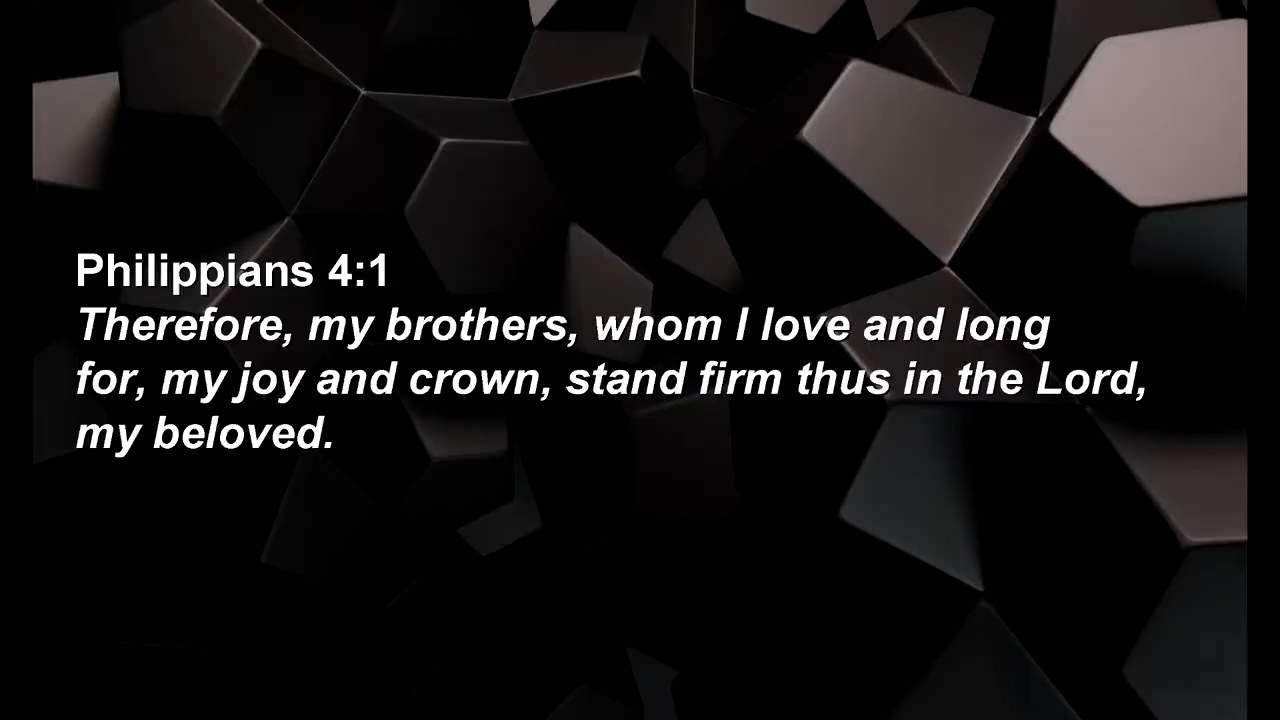 Philippians 4:1
Therefore, my brothers, whom I love and long
for, my joy and crown, stand firm thus in the Lord,
my beloved.